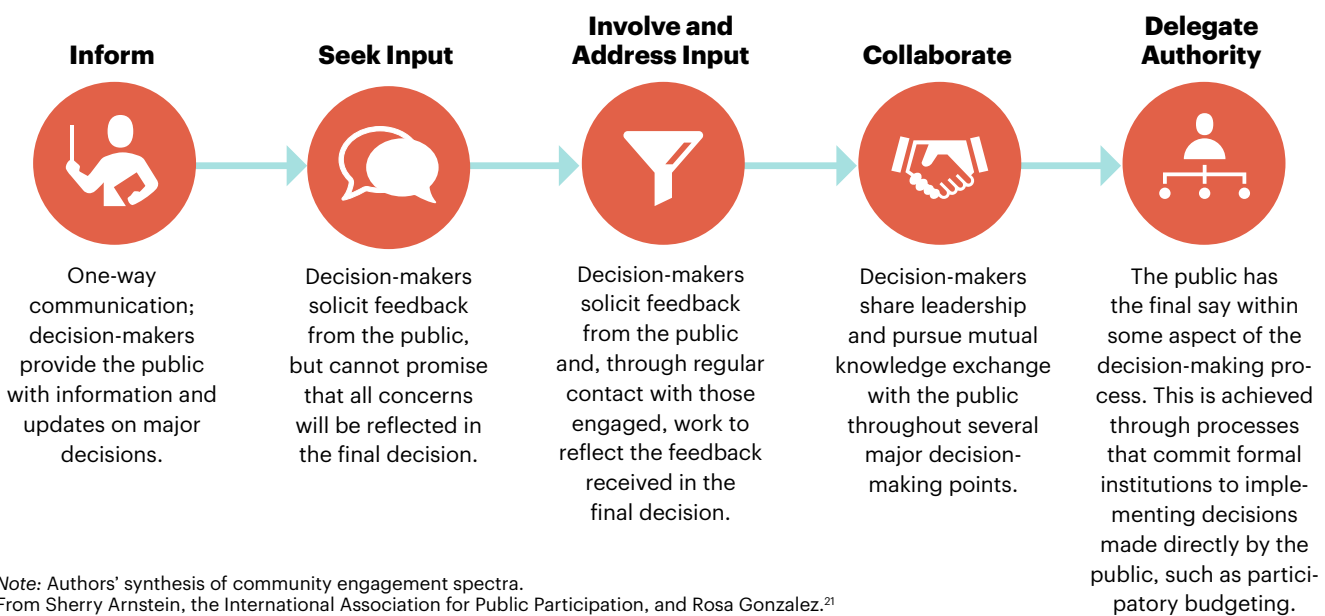 Inform
One-way
communication;
decision-makers
provide the public
with information and
updates on major
decisions.
Seek Input
Decision-makers
solicit feedback
from the public,
but cannot promise
that all concerns
will be reflected in
the final decision.
Involve and
Address Input
Decision-makers
solicit feedback
from the public
and, through regular
contact with those
engaged, work to
reflect the feedback
received in the
final decision.
Collaborate
Decision-makers
share leadership
and pursue mutual
knowledge exchange
with the public
throughout several
major decision-
making points.
Delegate
Authority
The public has
the final say within
some aspect of the
decision-making pro-
cess. This is achieved
through processes
that commit formal
institutions to imple-
menting decisions
made directly by the
public, such as partici-
patory budgeting.
Note: Authors’ synthesis of community engagement spectra.
From Sherry Arnstein, the International Association for Public Participation, and Rosa Gonzalez.²¹